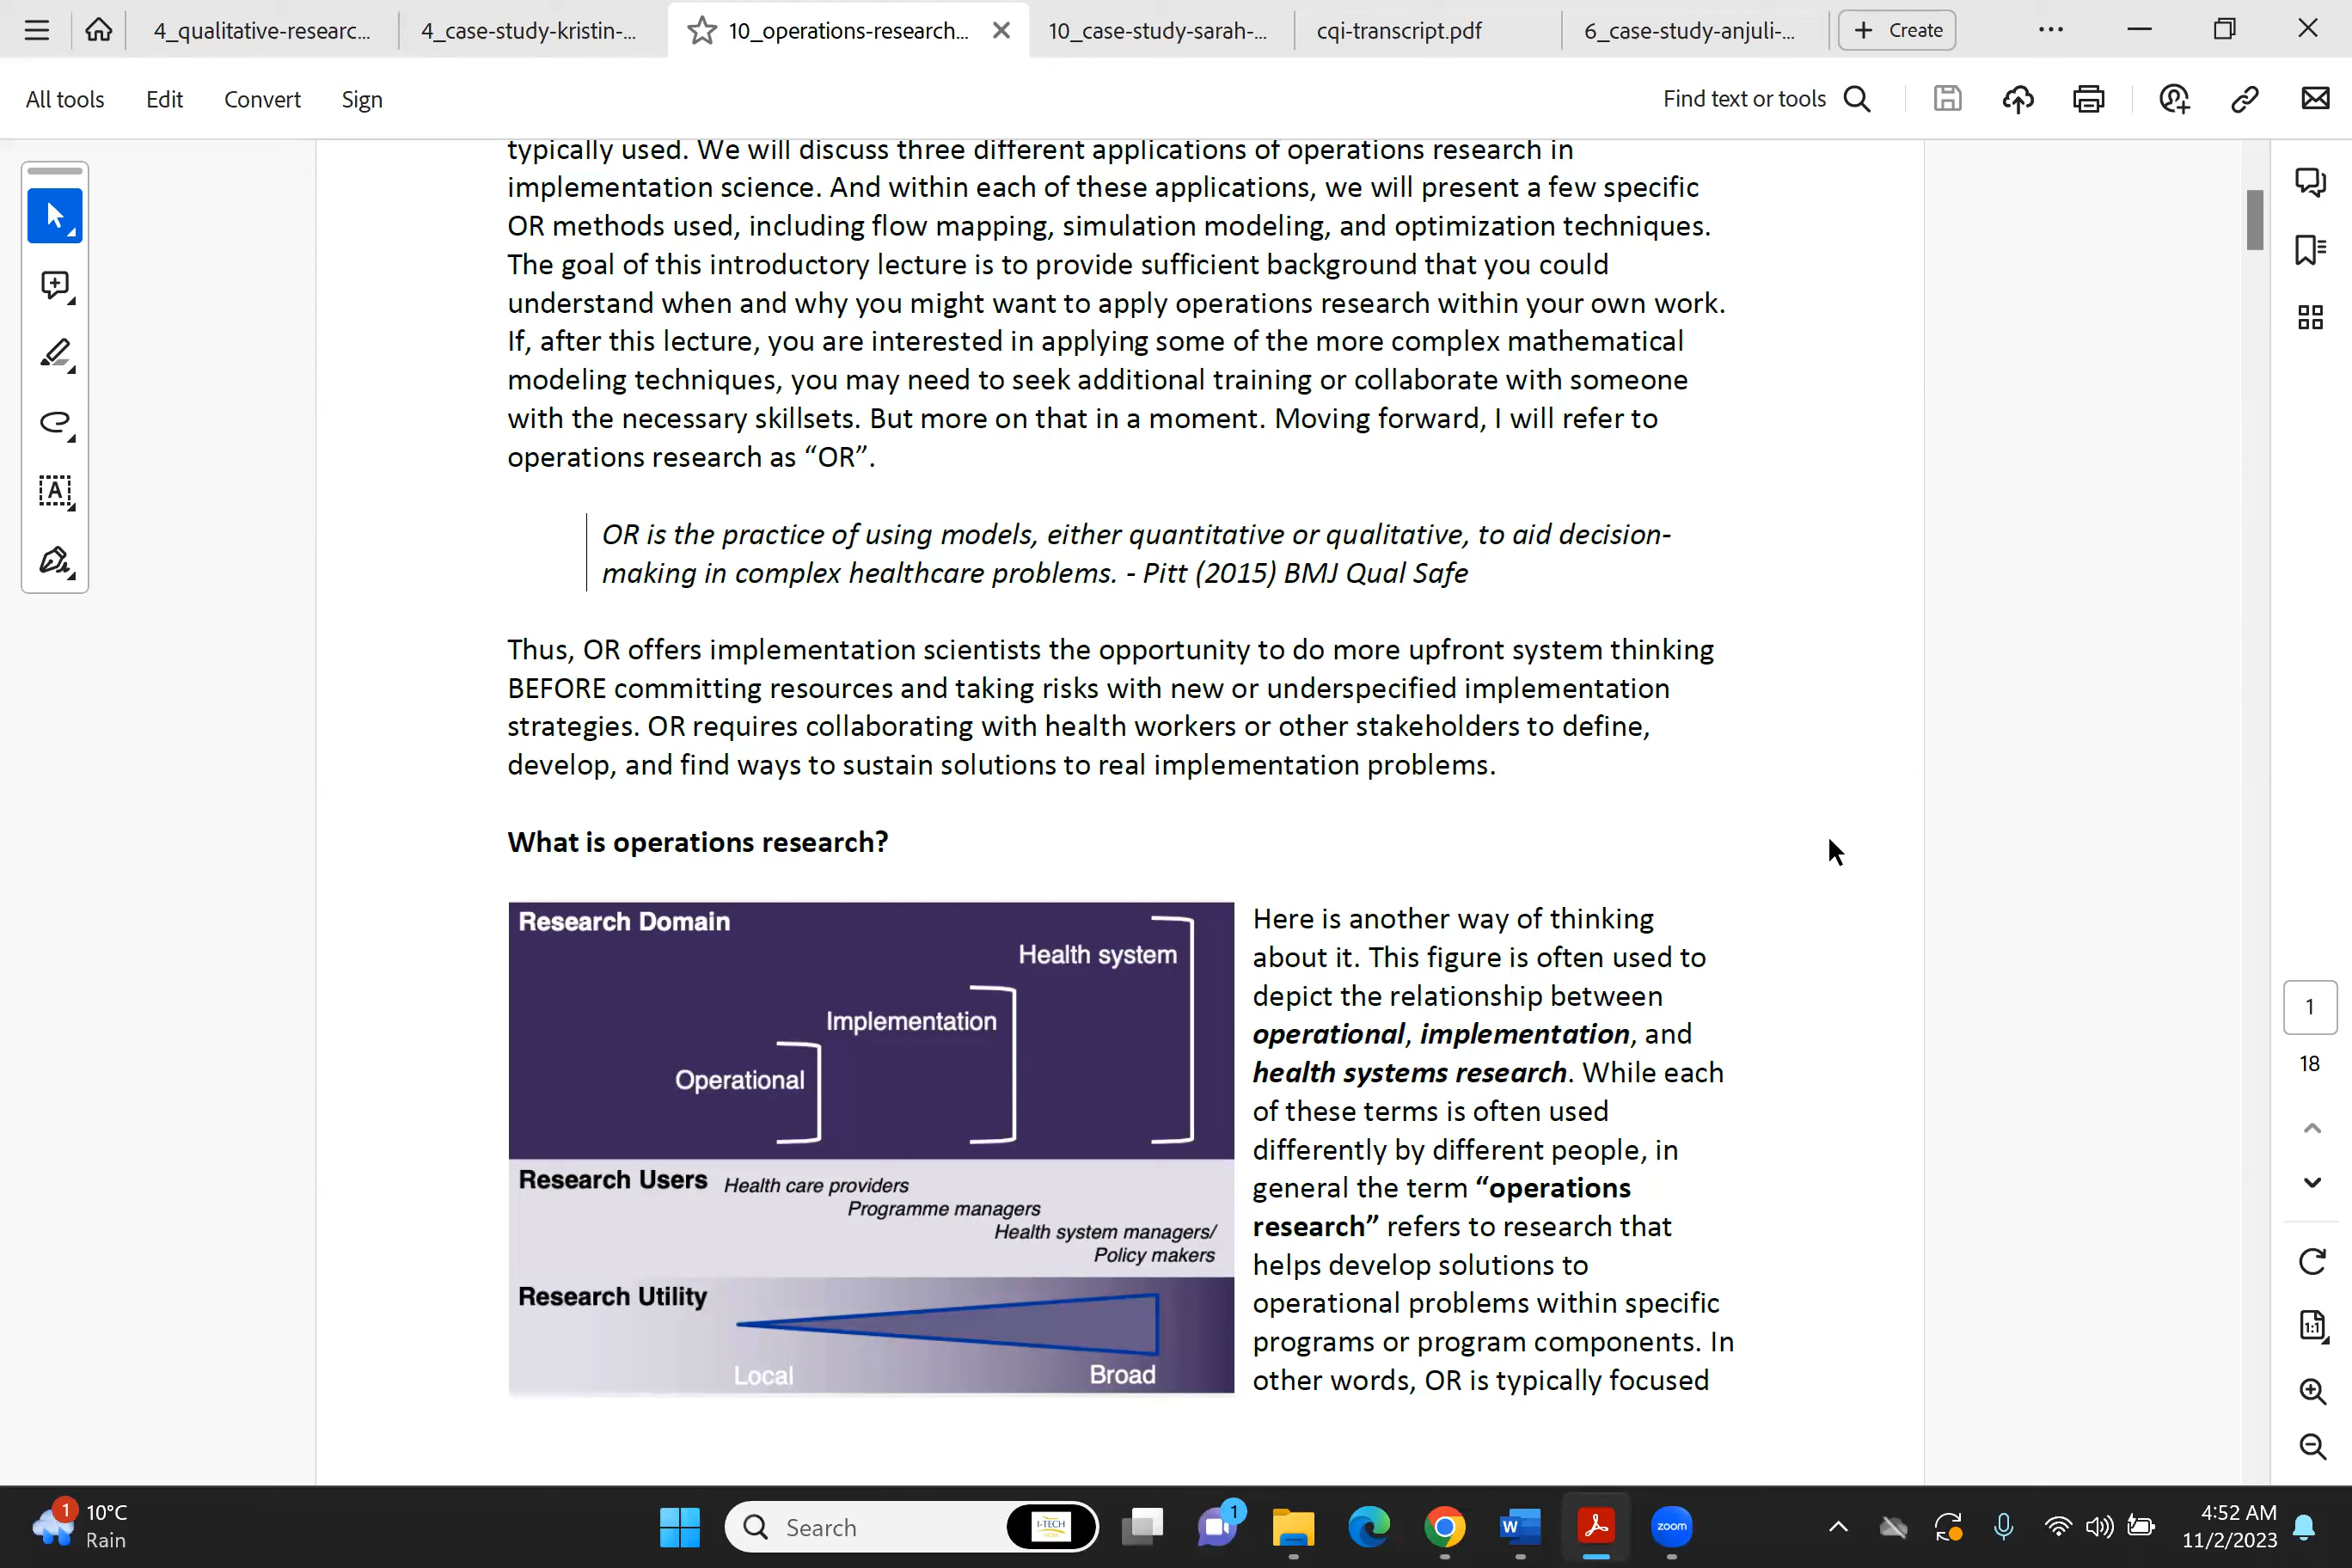 4_qualitative-researc...
4_case-study-kristin-...
10_operations-research...
10_case-study-sarah-...
cqi-transcript.pdf
6_case-study-anjuli-...
Create
All tools
Edit
Convert
Sign
Find text or tools
typically used. We will discuss three different applications of operations research in
implementation science. And within each of these applications, we will present a few specific
OR methods used, including flow mapping, simulation modeling, and optimization techniques.
The goal of this introductory lecture is to provide sufficient background that you could
understand when and why you might want to apply operations research within your own work.
If, after this lecture, you are interested in applying some of the more complex mathematical
modeling techniques, you may need to seek additional training or collaborate with someone
with the necessary skillsets. But more on that in a moment. Moving forward, I will refer to
operations research as “OR”.
OR is the practice of using models, either quantitative or qualitative, to aid decision-
making in complex healthcare problems. - Pitt (2015) BMJ Qual Safe
Thus, OR offers implementation scientists the opportunity to do more upfront system thinking
BEFORE committing resources and taking risks with new or underspecified implementation
strategies. OR requires collaborating with health workers or other stakeholders to define,
develop, and find ways to sustain solutions to real implementation problems.
What is operations research?
Research Domain
Health system
Implementation
Operational
Research Users
Health care providers
Programme managers
Health system managers/
Policy makers
Research Utility
Local
Broad
Here is another way of thinking
about it. This figure is often used to
depict the relationship between
operational, implementation, and
health systems research. While each
of these terms is often used
differently by different people, in
general the term “operations
research” refers to research that
helps develop solutions to
operational problems within specific
programs or program components. In
other words, OR is typically focused
1
18
1:1
1
10°C
Rain
Search
I-TECH
1
W
zoom
4:52 AM
11/2/2023